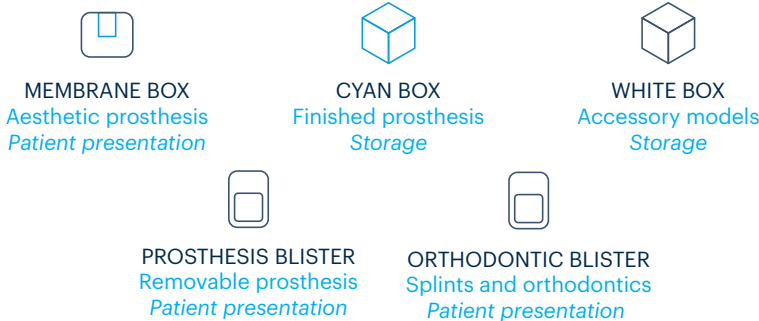 MEMBRANE BOX
Aesthetic prosthesis
Patient presentation
CYAN BOX
Finished prosthesis
Storage
WHITE BOX
Accessory models
Storage
PROSTHESIS BLISTER
Removable prosthesis
Patient presentation
ORTHODONTIC BLISTER
Splints and orthodontics
Patient presentation